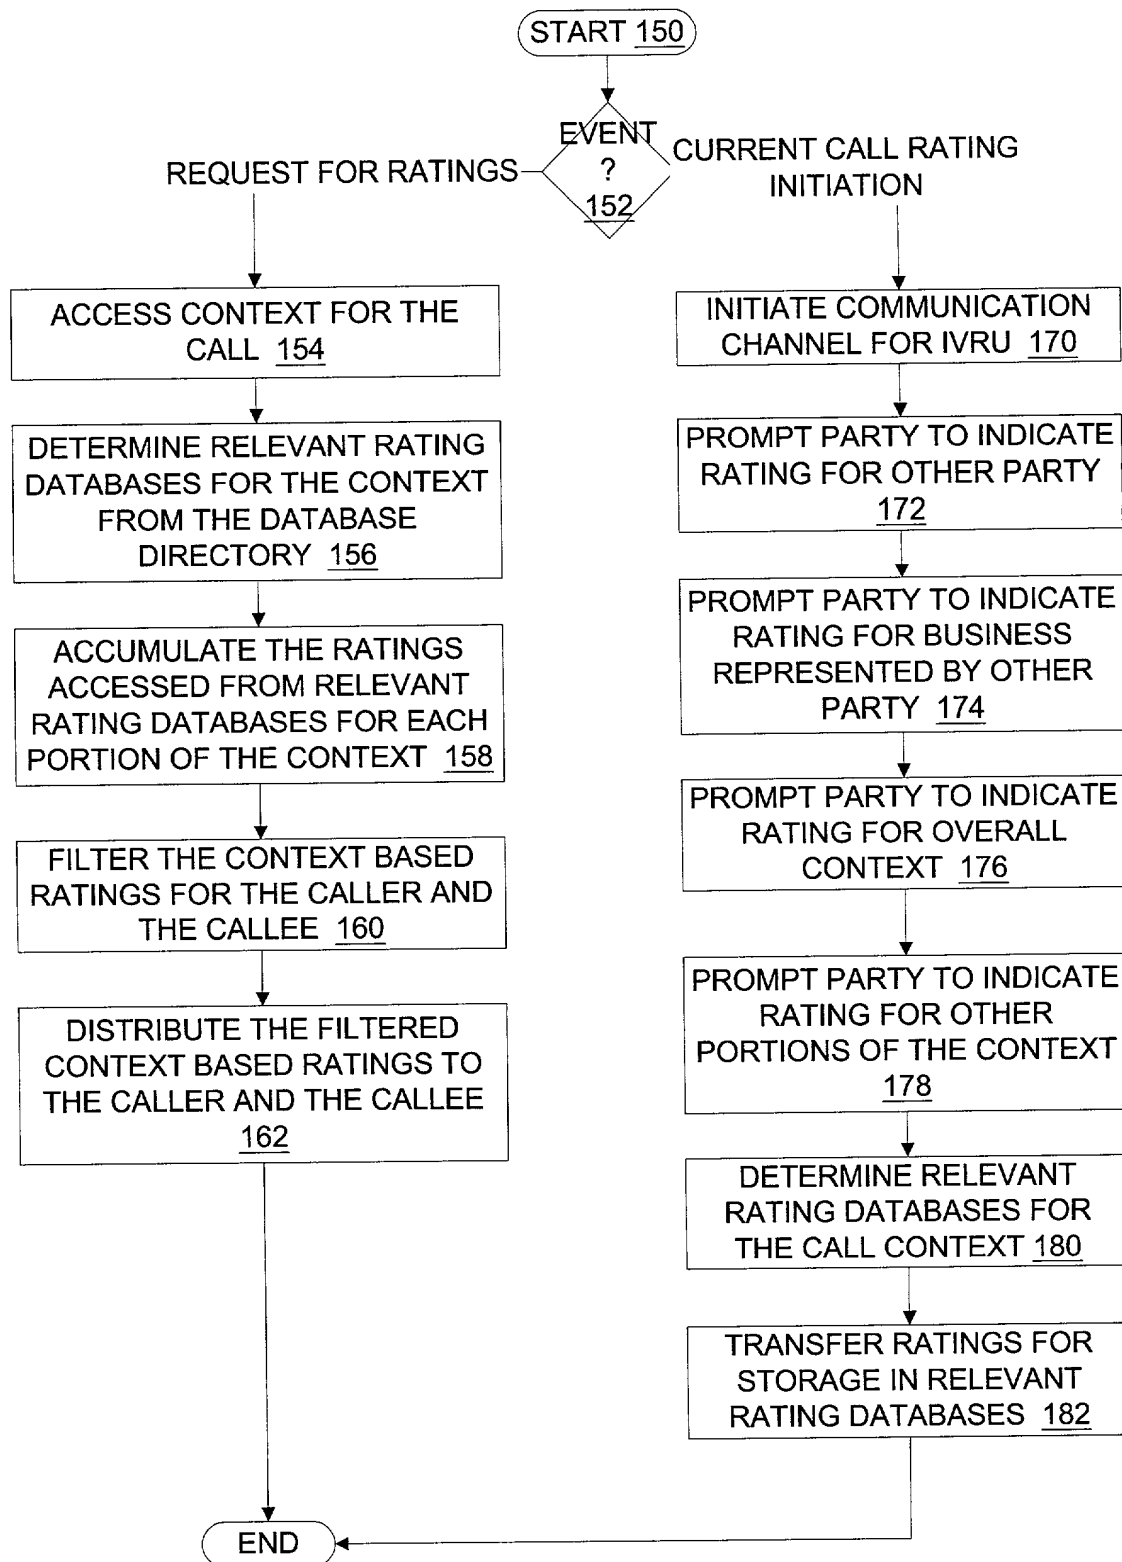 START 150
EVENT
?
152
REQUEST FOR RATINGS
CURRENT CALL RATING
INITIATION
ACCESS CONTEXT FOR THE
CALL 154
DETERMINE RELEVANT RATING
DATABASES FOR THE CONTEXT
FROM THE DATABASE
DIRECTORY 156
ACCUMULATE THE RATINGS
ACCESSED FROM RELEVANT
RATING DATABASES FOR EACH
PORTION OF THE CONTEXT 158
FILTER THE CONTEXT BASED
RATINGS FOR THE CALLER AND
THE CALLEE 160
DISTRIBUTE THE FILTERED
CONTEXT BASED RATINGS TO
THE CALLER AND THE CALLEE
162
INITIATE COMMUNICATION
CHANNEL FOR IVRU 170
PROMPT PARTY TO INDICATE
RATING FOR OTHER PARTY
172
PROMPT PARTY TO INDICATE
RATING FOR BUSINESS
REPRESENTED BY OTHER
PARTY 174
PROMPT PARTY TO INDICATE
RATING FOR OVERALL
CONTEXT 176
PROMPT PARTY TO INDICATE
RATING FOR OTHER
PORTIONS OF THE CONTEXT
178
DETERMINE RELEVANT
RATING DATABASES FOR
THE CALL CONTEXT 180
TRANSFER RATINGS FOR
STORAGE IN RELEVANT
RATING DATABASES 182
END